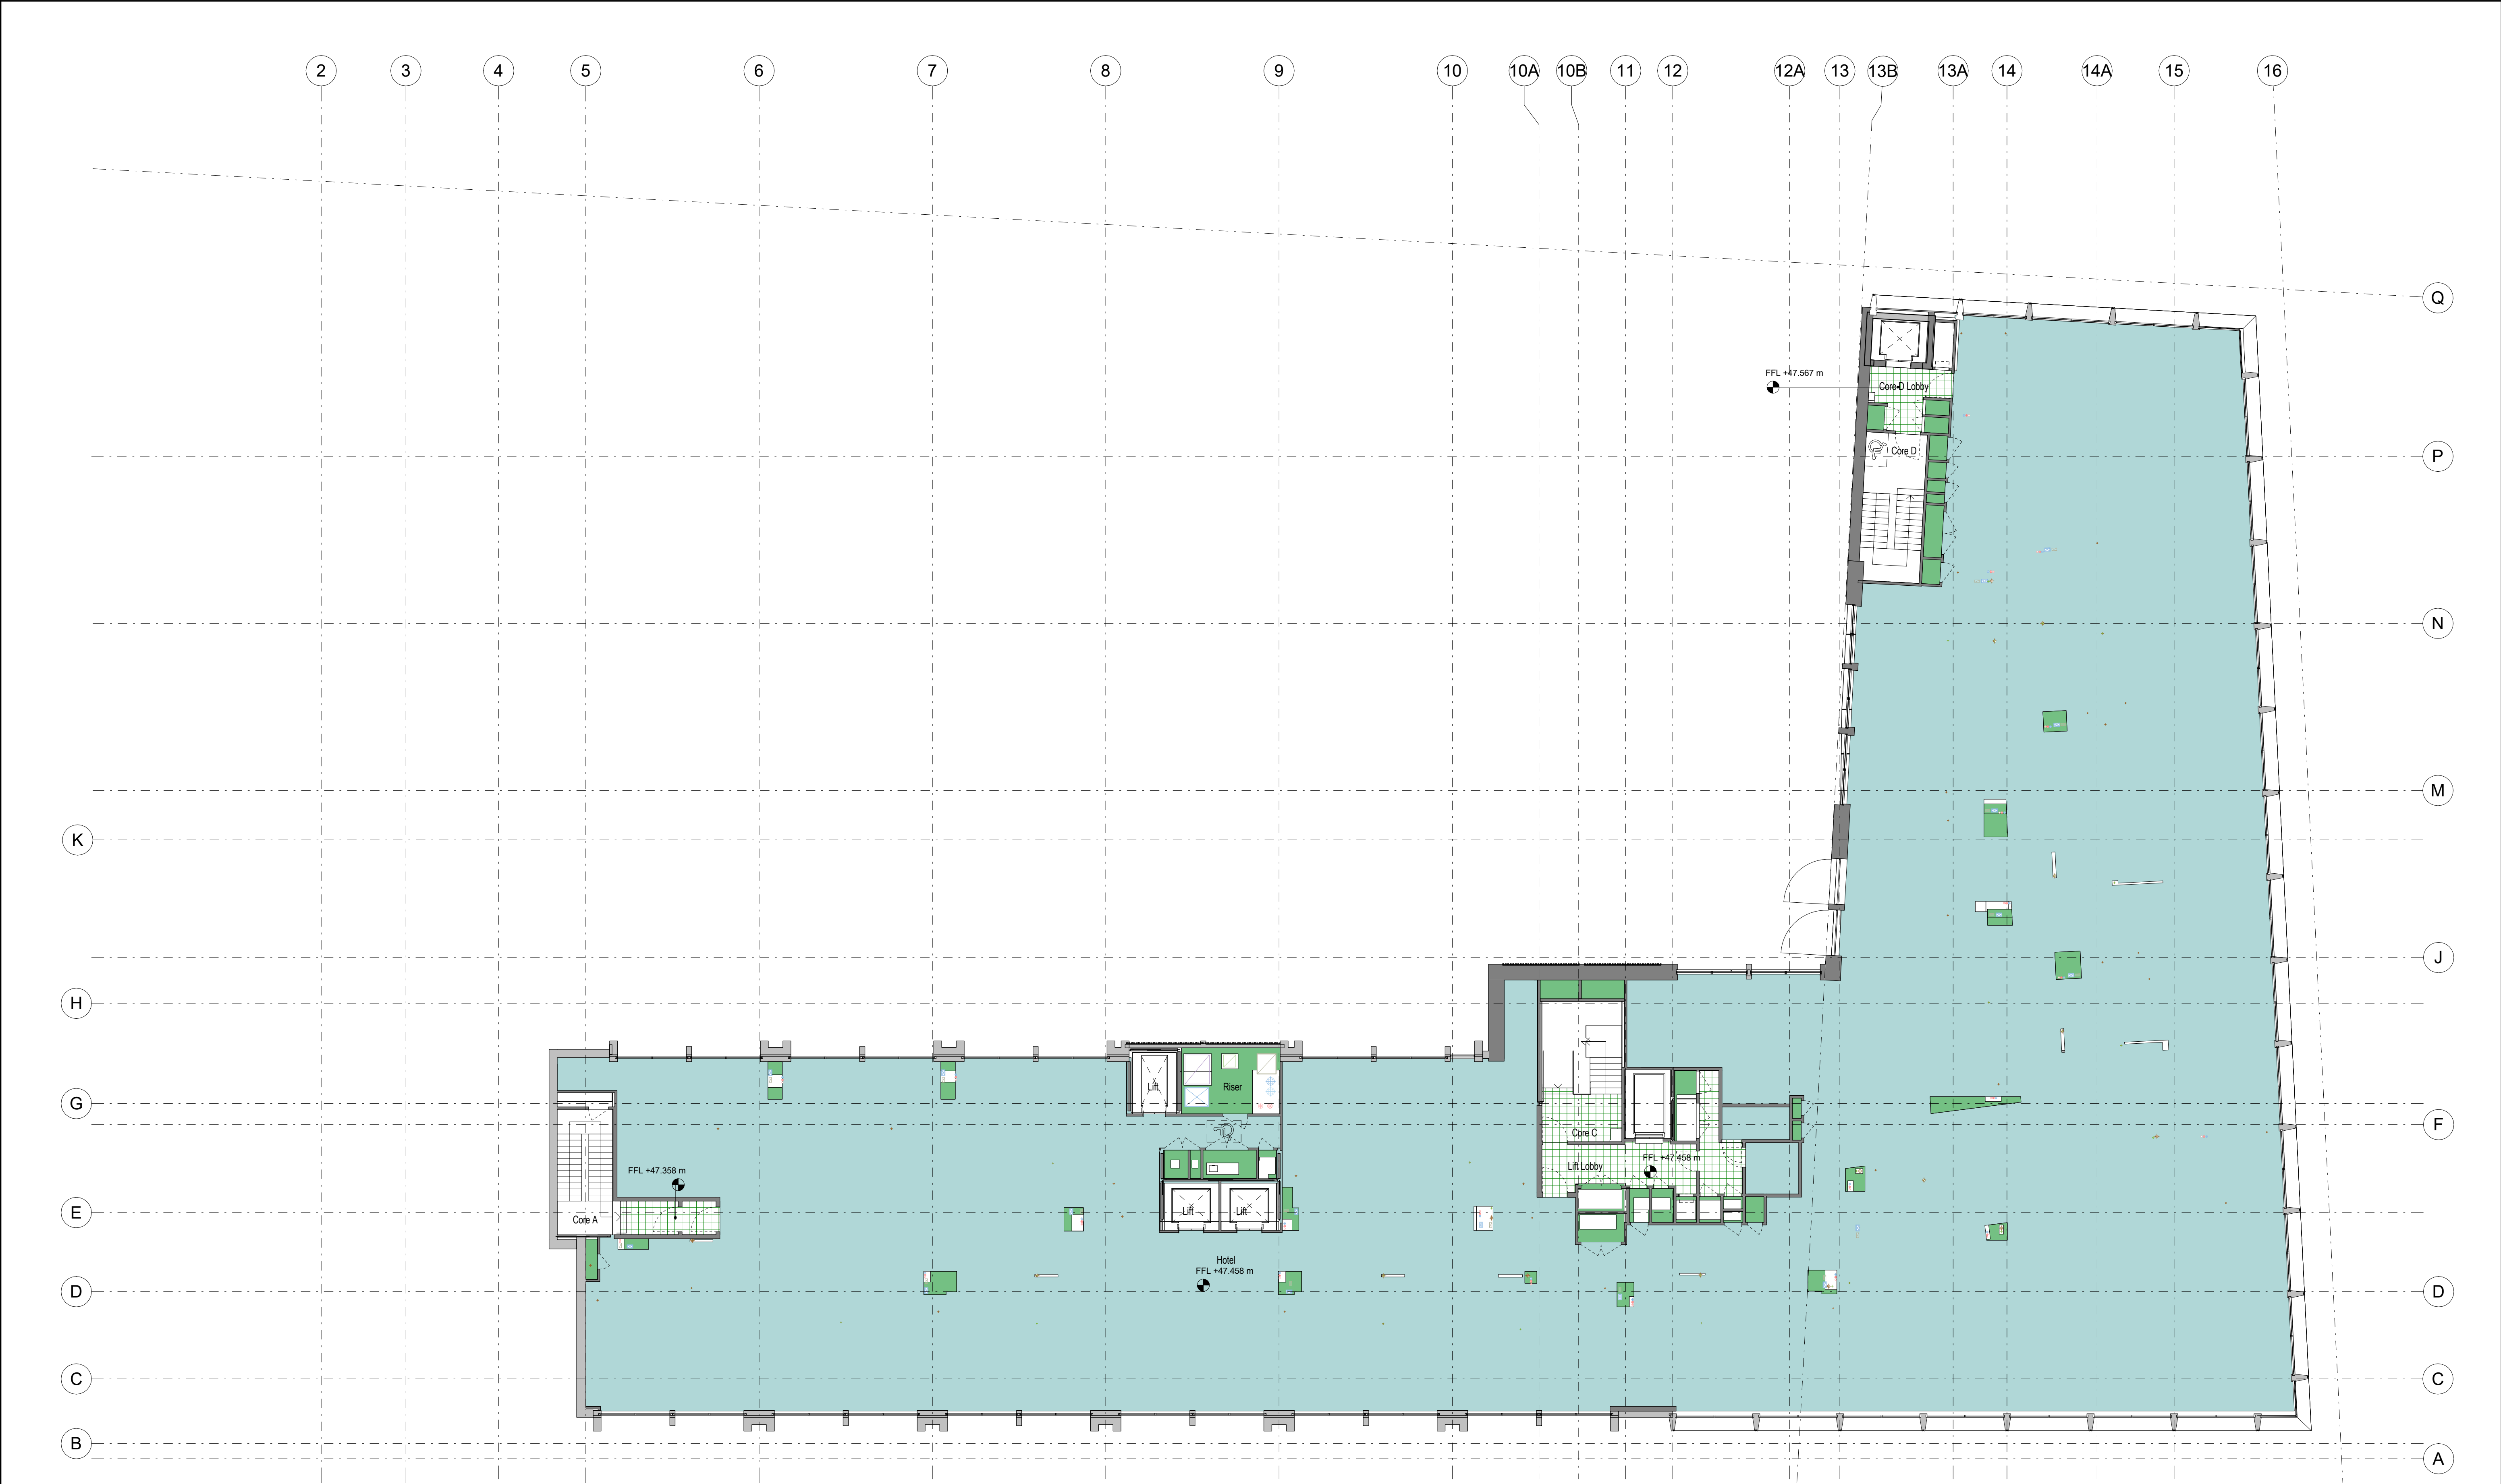 2 3 4 5 6 7 8 9 10 10A 10B 11 12 12A 13 13B 13A 14 14A 15 16
Q
FFL +47.567 m
Core D Lobby
Core D
P
N
M
K
J
H
Lift
Riser
G
F
Core C
FFL +47.458 m
Lift Lobby
FFL +47.358 m
E
Core A
Lift
Lift
Hotel
FFL +47.458 m
D
D
C
C
B
A